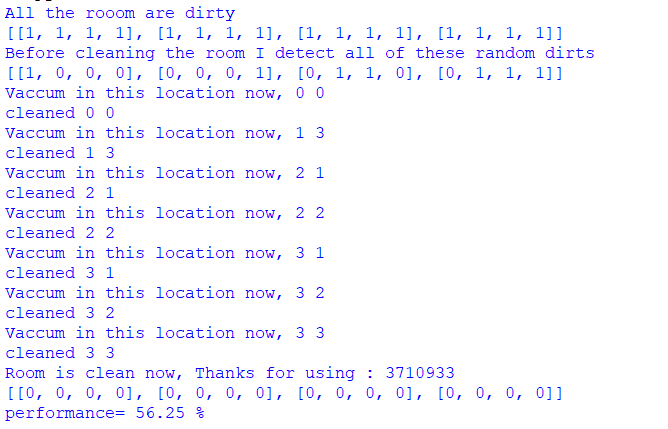 All the rooom are dirty
[[1, 1, 1, 1], [1, 1, 1, 1], [1, 1, 1, 1], [1, 1, 1, 1]]
Before cleaning the room I detect all of these random dirts
[[1, 0, 0, 0], [0, 0, 0, 1], [0, 1, 1, 0], [0, 1, 1, 1]]
Vaccum in this location now, 0 0
cleaned 0 0
Vaccum in this location now, 1 3
cleaned 1 3
Vaccum in this location now, 2 1
cleaned 2 1
Vaccum in this location now, 2 2
cleaned 2 2
Vaccum in this location now, 3 1
cleaned 3 1
Vaccum in this location now, 3 2
cleaned 3 2
Vaccum in this location now, 3 3
cleaned 3 3
Room is clean now, Thanks for using : 3710933
[[0, 0, 0, 0], [0, 0, 0, 0], [0, 0, 0, 0], [0, 0, 0, 0]]
performance= 56.25 %